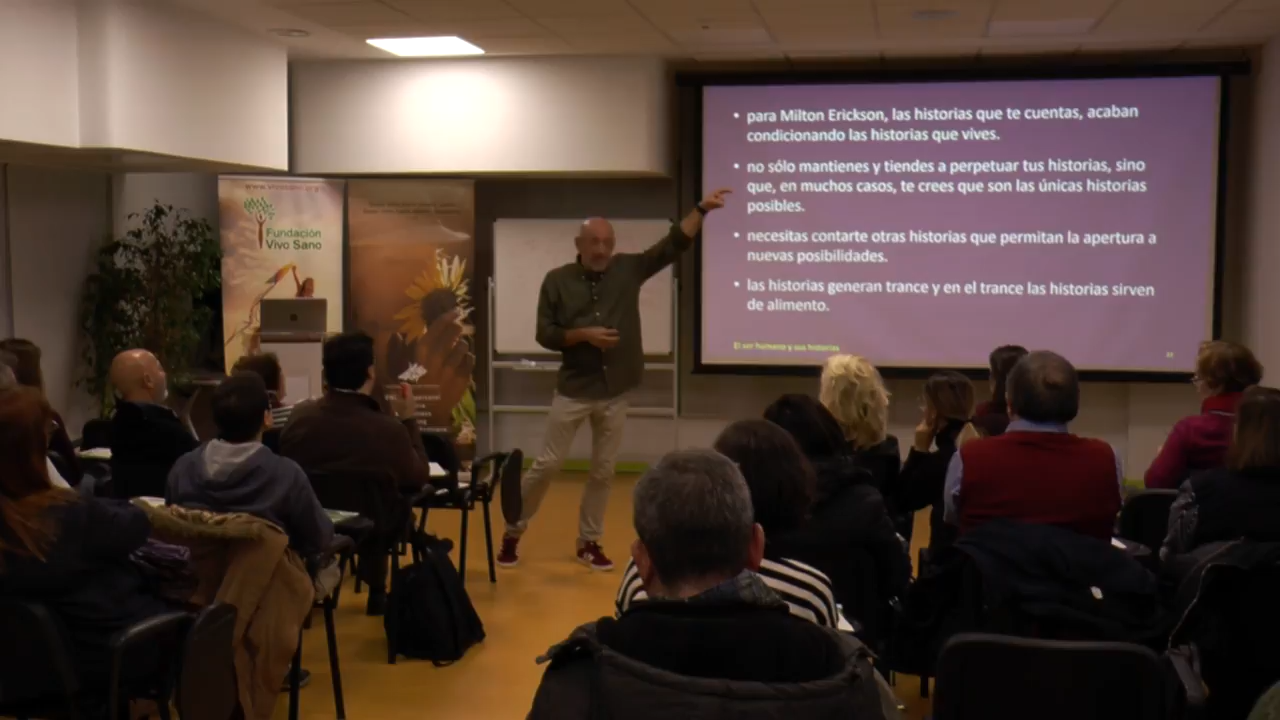 • para Milton Erickson, las historias que te cuentas, acaban
condicionando las historias que vives.
• no sólo mantienes y tiendes a perpetuar tus historias, sino
que, en muchos casos, te crees que son las únicas historias
posibles.
• necesitas contarte otras historias que permitan la apertura a
nuevas posibilidades.
• las historias generan trance y en el trance las historias sirven
de alimento.
El ser humano y sus historias
Fundación
Vivo Sano